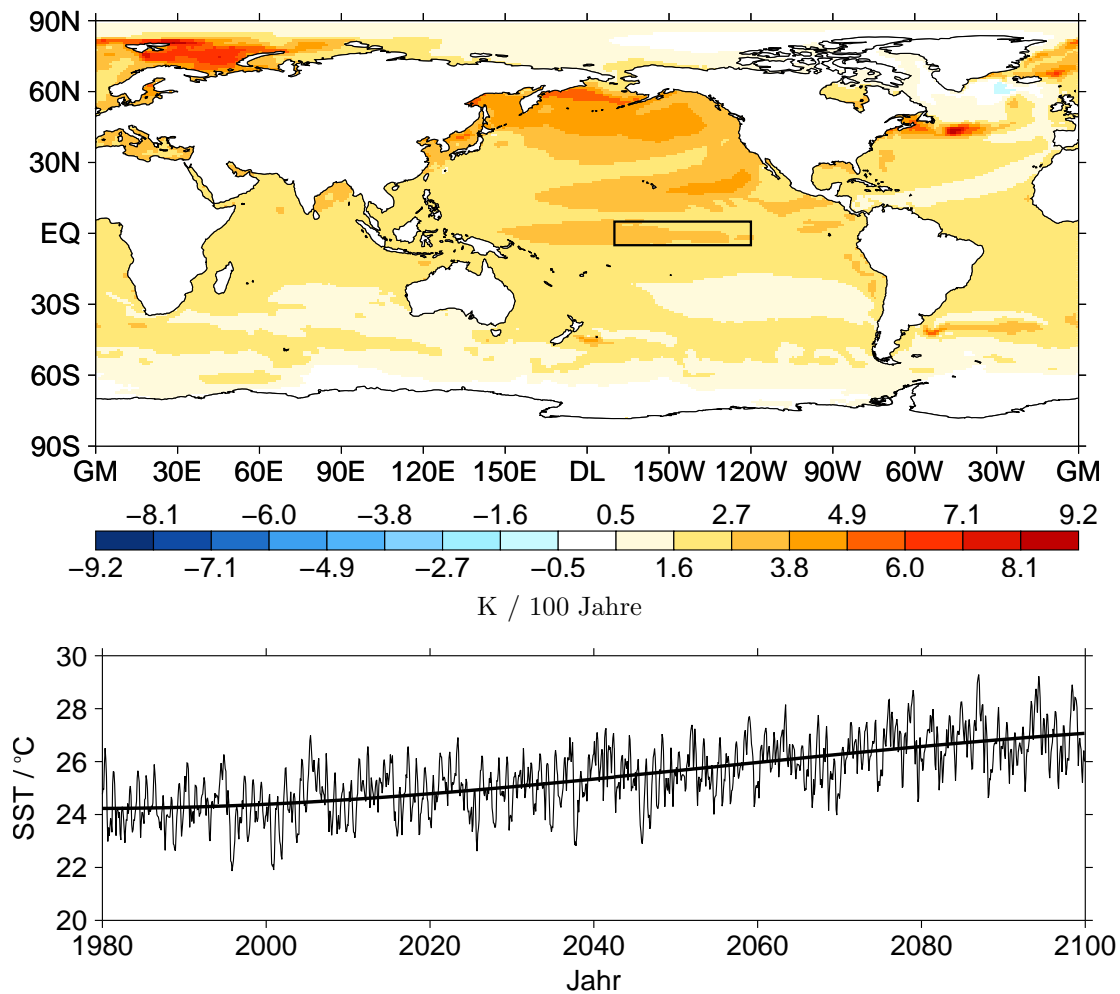 90N
60N
30N
EQ
30S
60S
90S
GM 30E 60E 90E 120E 150E DL 150W 120W 90W 60W 30W GM
−8.1 −6.0 −3.8 −1.6 0.5 2.7 4.9 7.1 9.2
−9.2 −7.1 −4.9 −2.7 −0.5 1.6 3.8 6.0 8.1
K / 100 Jahre
30
28
26
24
22
20
SST / °C
1980 2000 2020 2040 2060 2080 2100
Jahr